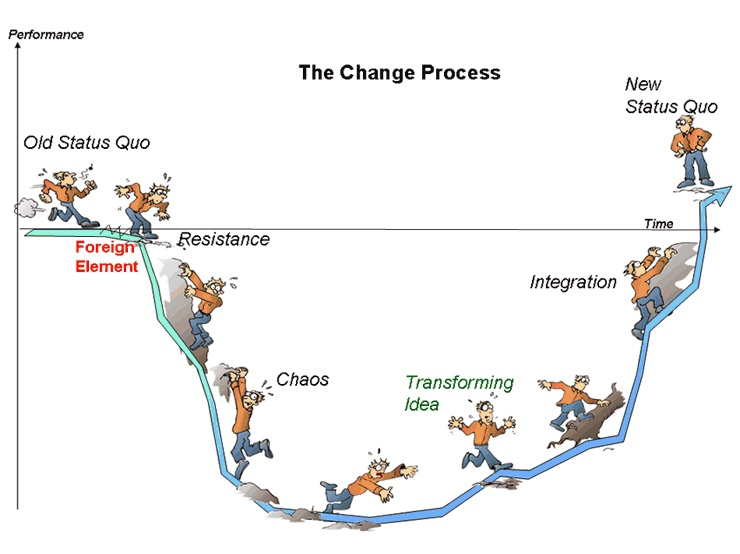 Performance
The Change Process
New
Status Quo
Old Status Quo
Time
Foreign
Element
Resistance
Integration
Chaos
Transforming
Idea